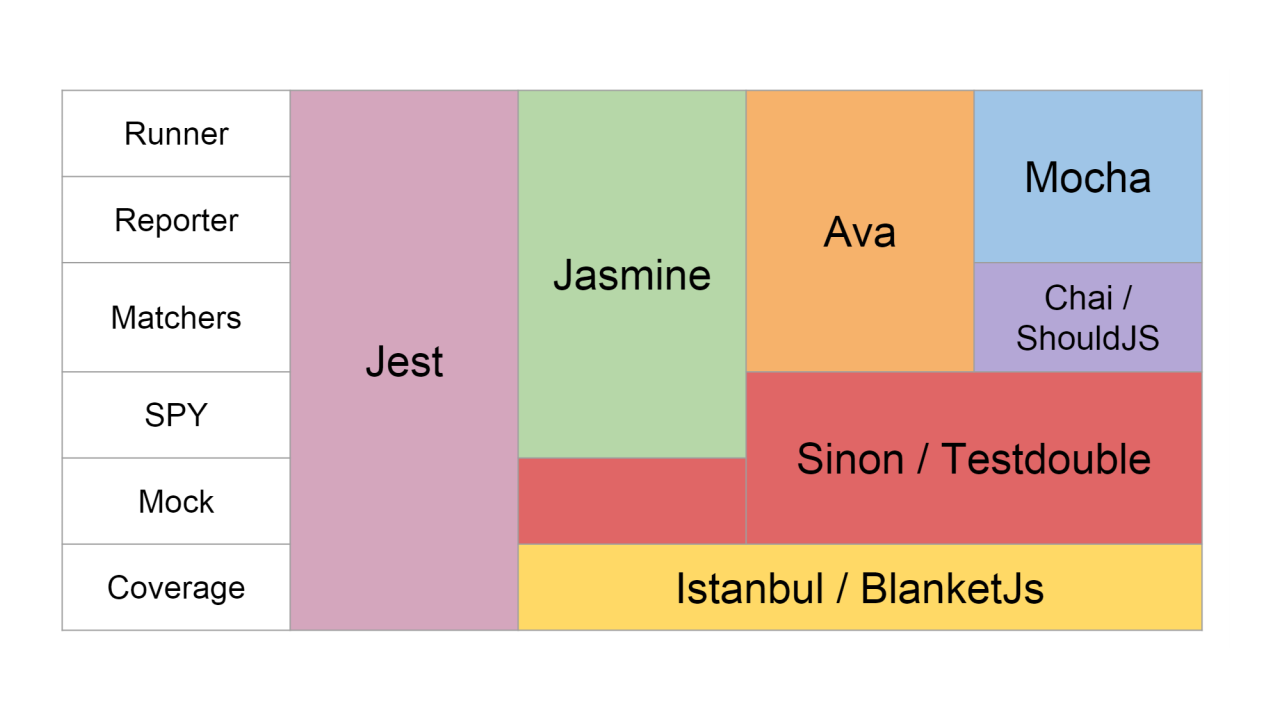 Runner
Reporter
Matchers
SPY
Mock
Coverage
Jest
Jasmine
Ava
Mocha
Chai /
ShouldJS
Sinon / Testdouble
Istanbul / BlanketJs